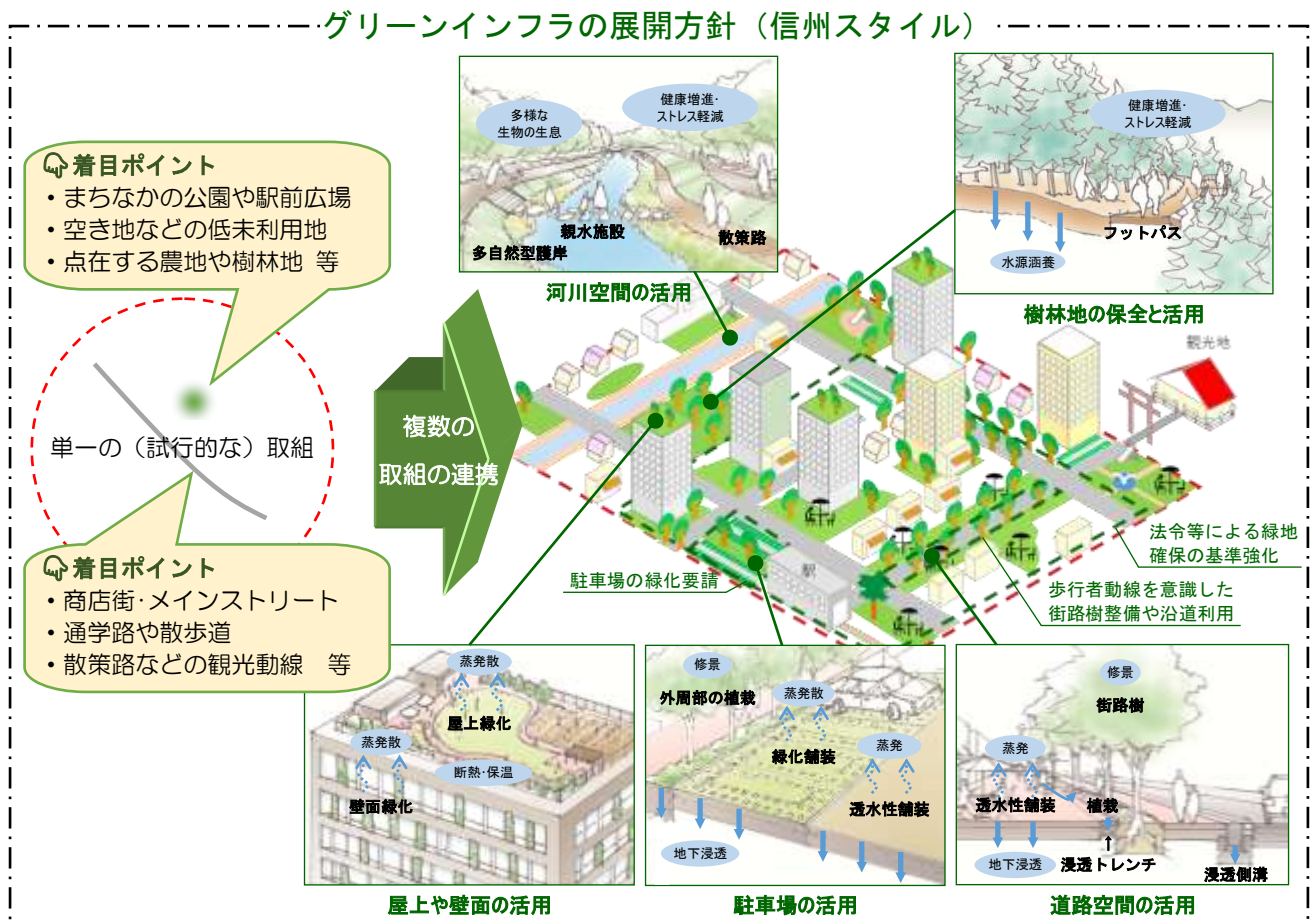 グリーンインフラの展開方針（信州スタイル）
着目ポイント
・まちなかの公園や駅前広場
・空き地などの低未利用地
・点在する農地や樹林地 等
単一の（試行的な）取組
着目ポイント
・商店街・メインストリート
・通学路や散歩道
・散策路などの観光動線　等
複数の
取組の連携
多様な
生物の生息
健康増進・
ストレス軽減
親水施設
多自然型護岸
散策路
河川空間の活用
健康増進・
ストレス軽減
フットパス
水源涵養
樹林地の保全と活用
観光地
駅
駐車場の緑化要請
法令等による緑地
確保の基準強化
歩行者動線を意識した
街路樹整備や沿道利用
蒸発散
屋上緑化
蒸発散
断熱・保温
壁面緑化
屋上や壁面の活用
修景
外周部の植栽
蒸発散
緑化舗装
蒸発
透水性舗装
地下浸透
駐車場の活用
修景
街路樹
蒸発
透水性舗装
植栽
地下浸透
浸透トレンチ
浸透側溝
道路空間の活用